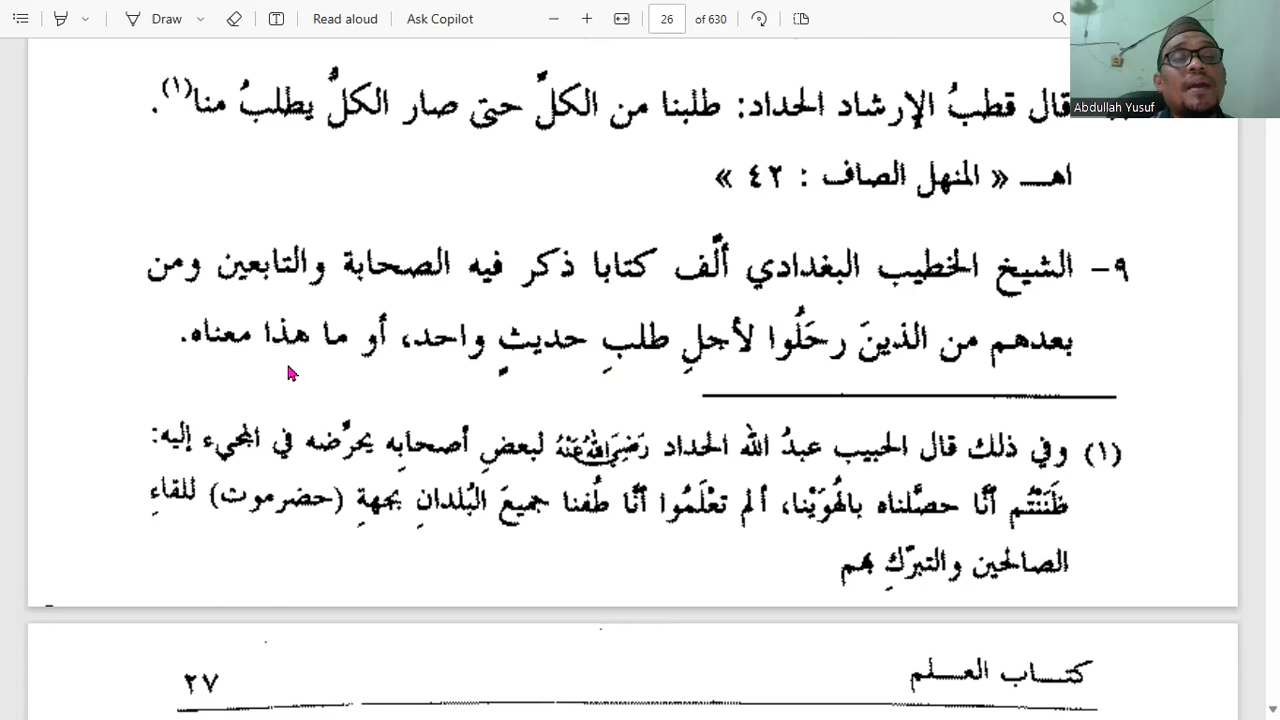 Draw
Read aloud
Ask Copilot
26 of 630
Abdullah Yusuf
قال قطبُ الإرشاد الحداد: طلبنا من الكلِّ حتى صار الكلُّ يطلبُ منا(١).
اهـ « المنهل الصاف : ٤٢ »
٩- الشيخ الخطيب البغدادي ألَّف كتابا ذكر فيه الصحابة والتابعين ومن
بعدهم من الذينَ رحَلُوا لأجلِ طلبِ حديثٍ واحد، أو ما هذا معناه.
(١) وفي ذلك قال الحبيب عبدُ الله الحداد رَضِيَ اللهُ عَنْهُ لبعضِ أصحابِه يحرِّضه في المجيء إليه:
ظَنَنْتُم أنَّا حصَّلناه بالهُوَيْنا، ألم تعْلَمُوا أنَّا طُفنا جميعَ البُلدانِ بجهةِ (حضرموت) للقاءِ
الصالحين والتبرّكِ بهم
كتـــاب العـــلم
٢٧